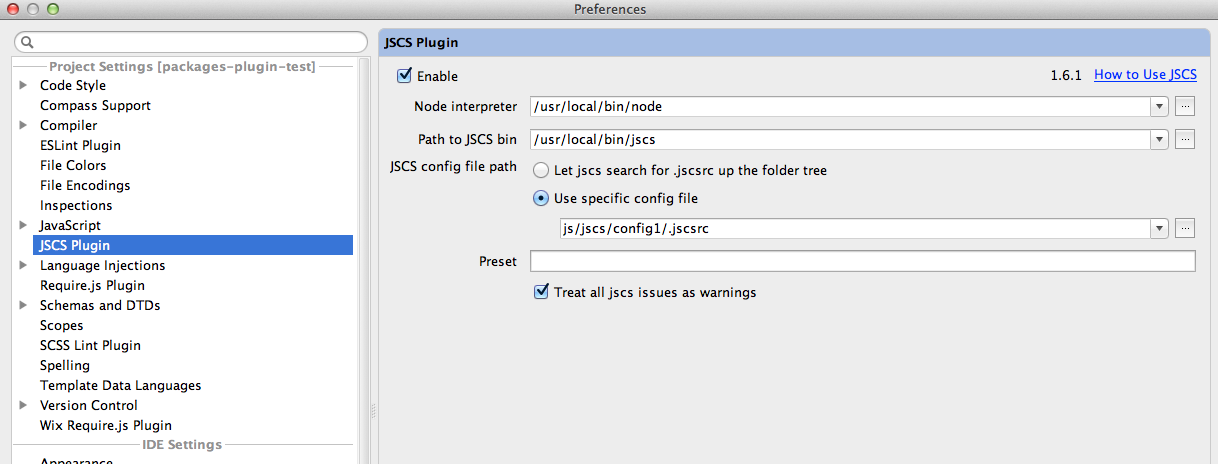 Preferences
Project Settings [packages-plugin-test]
Code Style
Compass Support
Compiler
ESLint Plugin
File Colors
File Encodings
Inspections
JavaScript
JSCS Plugin
Language Injections
Require.js Plugin
Schemas and DTDs
Scopes
SCSS Lint Plugin
Spelling
Template Data Languages
Version Control
Wix Require.js Plugin
IDE Settings
Appearance
JSCS Plugin
Enable 1.6.1 How to Use JSCS
Node interpreter /usr/local/bin/node ...
Path to JSCS bin /usr/local/bin/jscs ...
JSCS config file path Let jscs search for .jscsrc up the folder tree
Use specific config file
js/jscs/config1/.jscsrc ...
Preset
Treat all jscs issues as warnings